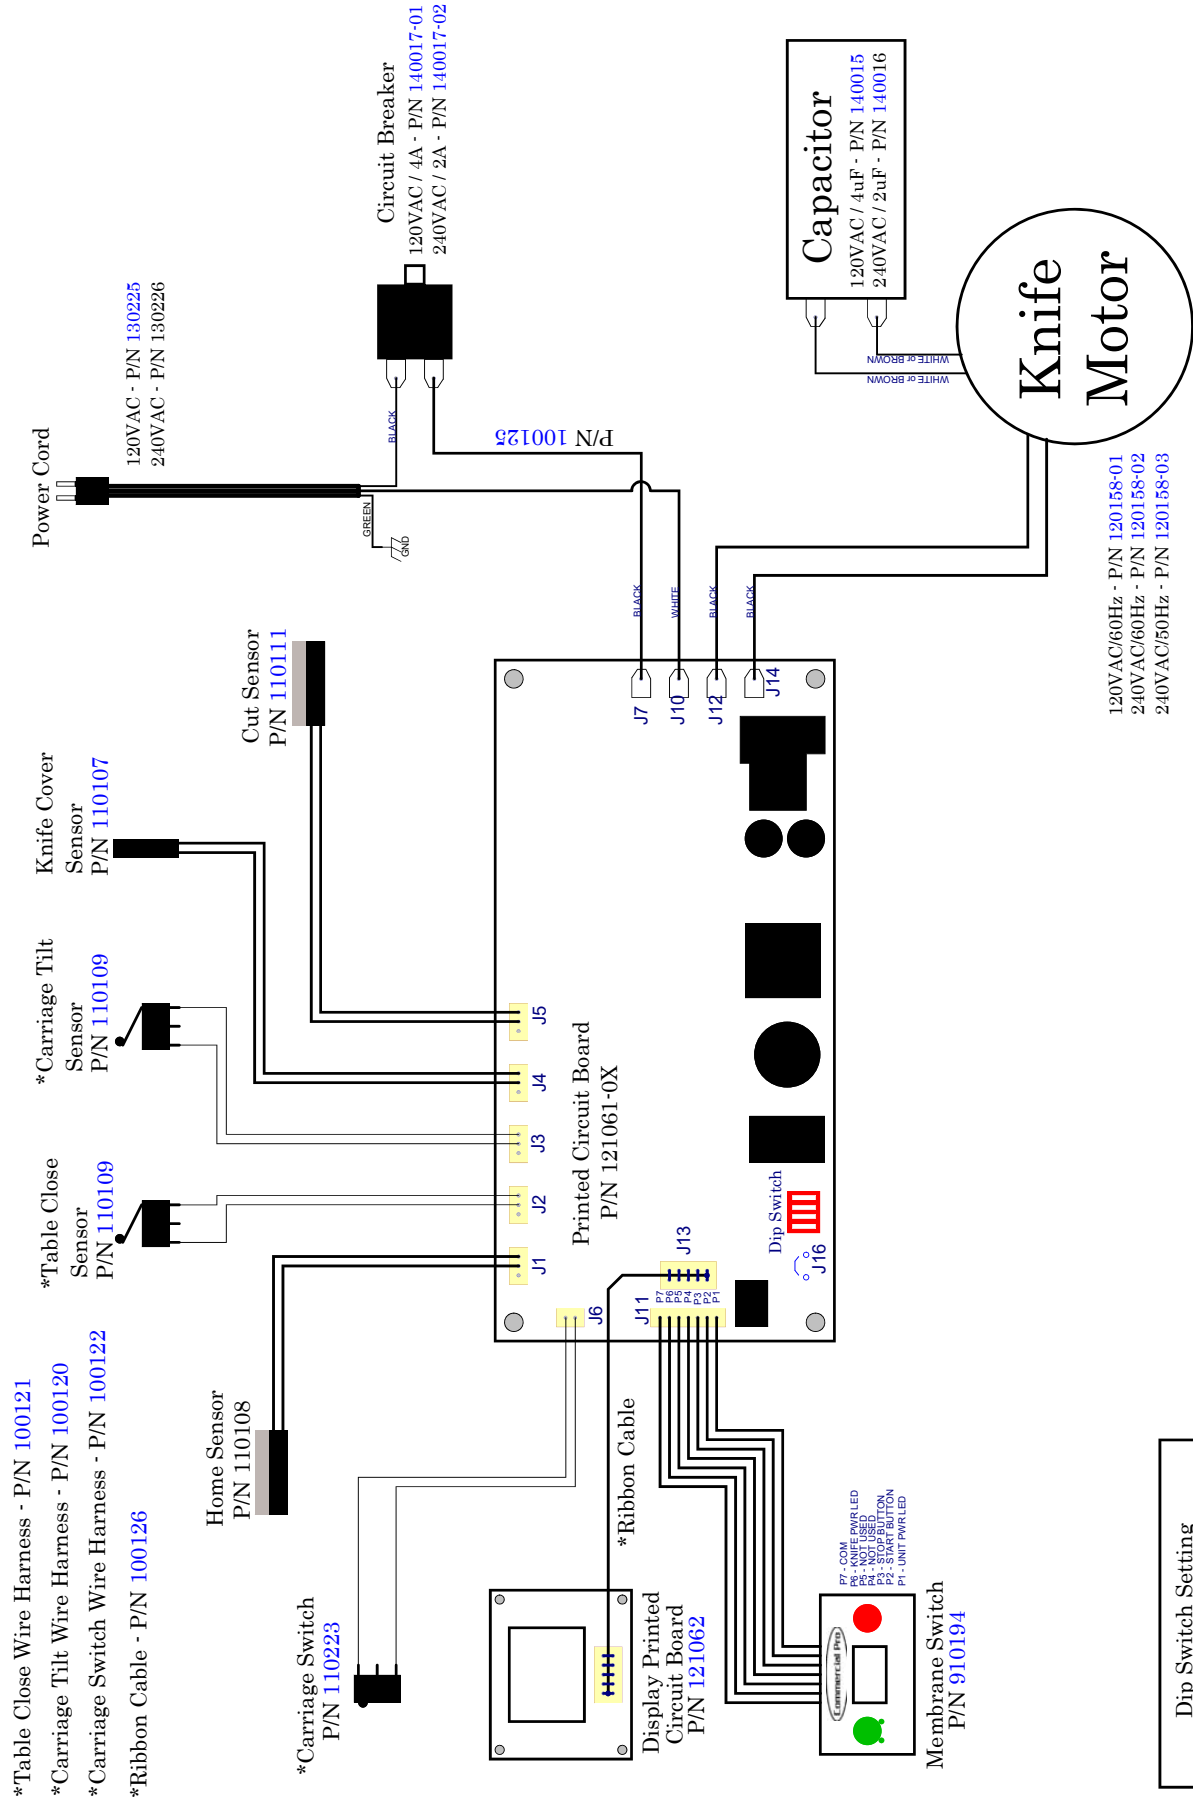 *Table Close Wire Harness - P/N 100121
*Carriage Tilt Wire Harness - P/N 100120
*Carriage Switch Wire Harness - P/N 100122
*Ribbon Cable - P/N 100126
Home Sensor
P/N 110108
*Table Close
Sensor
P/N 110109
*Carriage Tilt
Sensor
P/N 110109
Knife Cover
Sensor
P/N 110107
Cut Sensor
P/N 110111
Power Cord
120VAC - P/N 130225
240VAC - P/N 130226
GREEN
GND
BLACK
Circuit Breaker
120VAC / 4A - P/N 140017-01
240VAC / 2A - P/N 140017-02
P/N 100125
*Carriage Switch
P/N 110223
*Ribbon Cable
J1
J2
J3
J4
J5
J6
Printed Circuit Board
P/N 121061-0X
J7
J10
J12
J14
BLACK
WHITE
BLACK
BLACK
J11
J13
P7
P6
P5
P4
P3
P2
P1
Dip Switch
J16
Display Printed
Circuit Board
P/N 121062
Commercial Pro
P7 - COM
P6 - KNIFE PWR LED
P5 - NOT USED
P4 - NOT USED
P3 - STOP BUTTON
P2 - START BUTTON
P1 - UNIT PWR LED
Membrane Switch
P/N 910194
Capacitor
120VAC / 4uF - P/N 140015
240VAC / 2uF - P/N 140016
WHITE or BROWN
WHITE or BROWN
Knife
Motor
120VAC/60Hz - P/N 120158-01
240VAC/60Hz - P/N 120158-02
240VAC/50Hz - P/N 120158-03
Dip Switch Setting